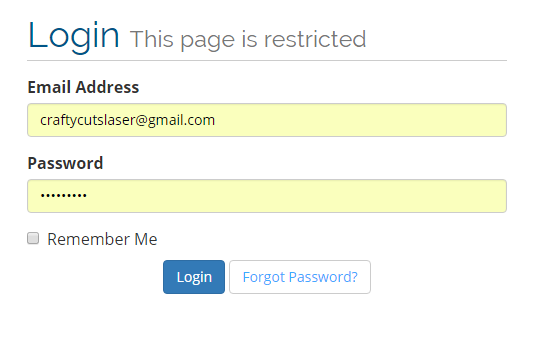 Login This page is restricted
Email Address
craftycutslaser@gmail.com
Password
•••••••••
Remember Me
Login Forgot Password?